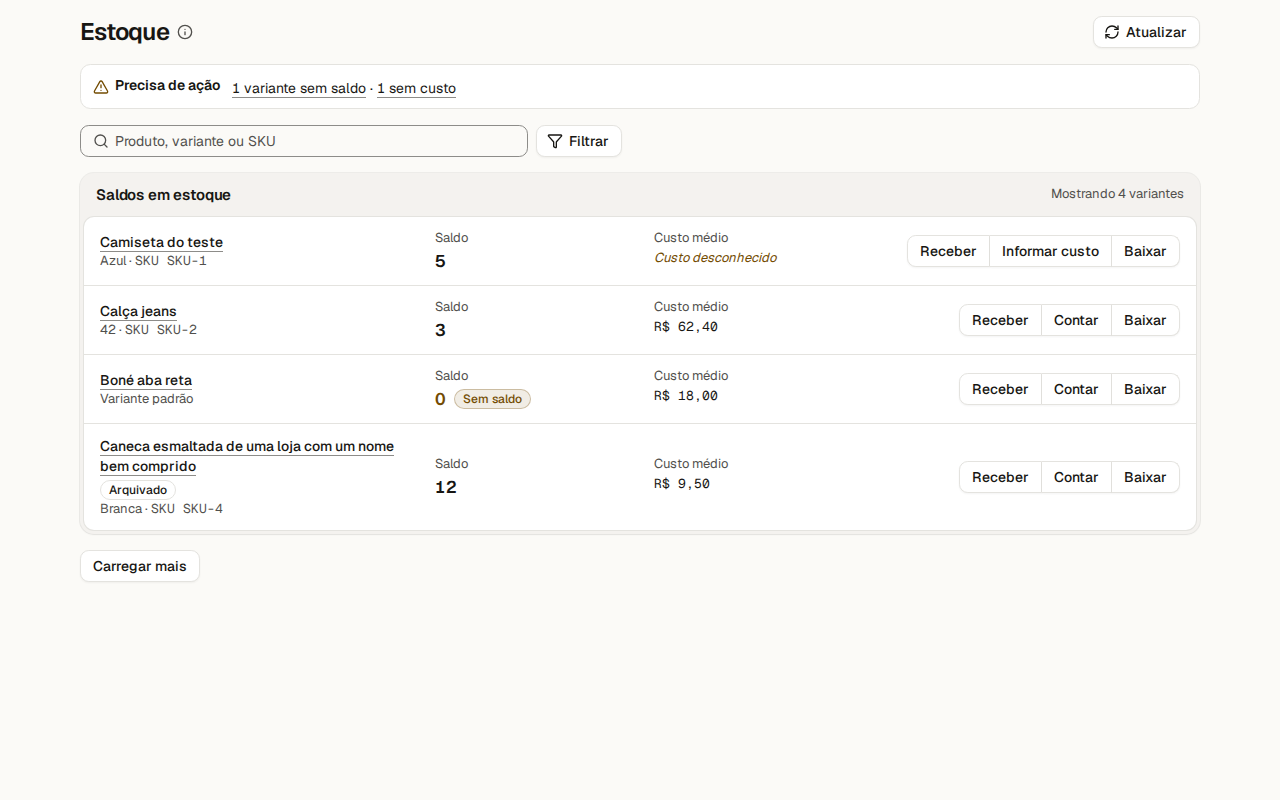 Estoque
Atualizar
Precisa de ação 1 variante sem saldo · 1 sem custo
Produto, variante ou SKU
Filtrar
Saldos em estoque
Mostrando 4 variantes
Camiseta do teste
Azul · SKU SKU-1
Saldo
5
Custo médio
Custo desconhecido
Receber Informar custo Baixar
Calça jeans
42 · SKU SKU-2
Saldo
3
Custo médio
R$ 62,40
Receber Contar Baixar
Boné aba reta
Variante padrão
Saldo
0 Sem saldo
Custo médio
R$ 18,00
Receber Contar Baixar
Caneca esmaltada de uma loja com um nome
bem comprido
Arquivado
Branca · SKU SKU-4
Saldo
12
Custo médio
R$ 9,50
Receber Contar Baixar
Carregar mais